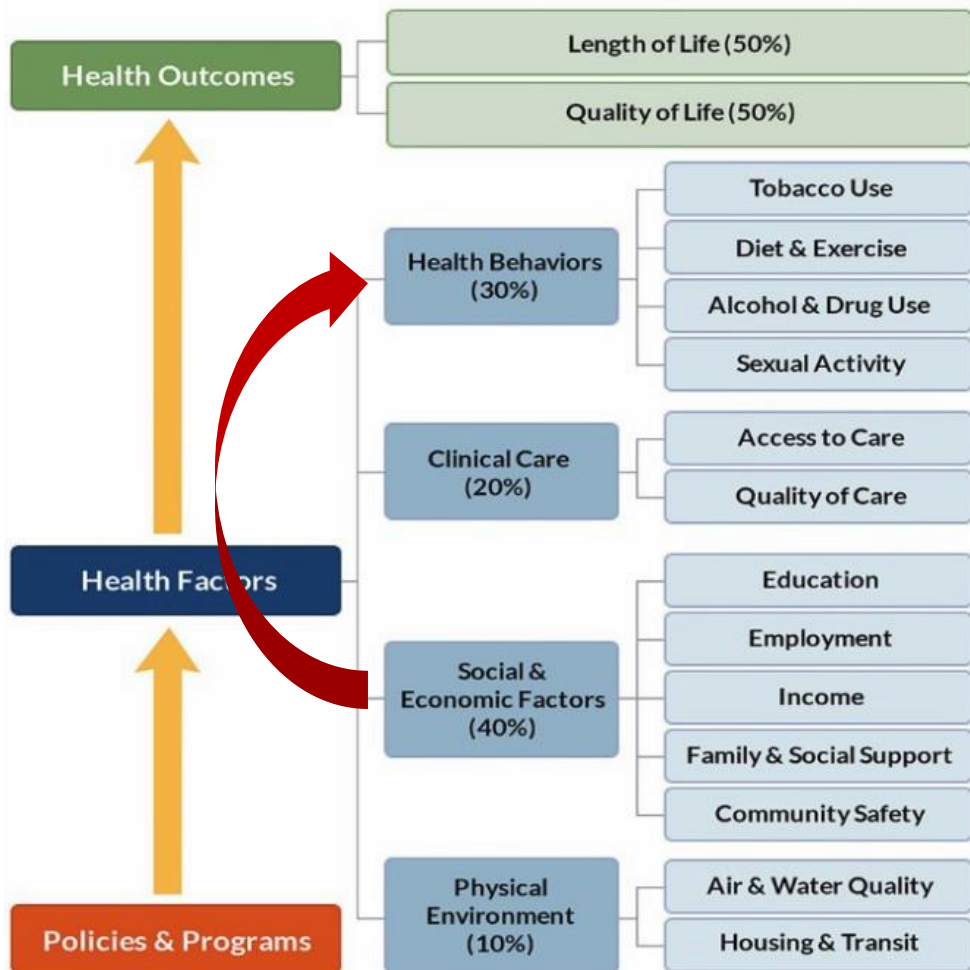 Health Outcomes
Length of Life (50%)
Quality of Life (50%)
Health Behaviors
(30%)
Tobacco Use
Diet & Exercise
Alcohol & Drug Use
Sexual Activity
Clinical Care
(20%)
Access to Care
Quality of Care
Health Factors
Social &
Economic Factors
(40%)
Education
Employment
Income
Family & Social Support
Community Safety
Physical
Environment
(10%)
Air & Water Quality
Housing & Transit
Policies & Programs